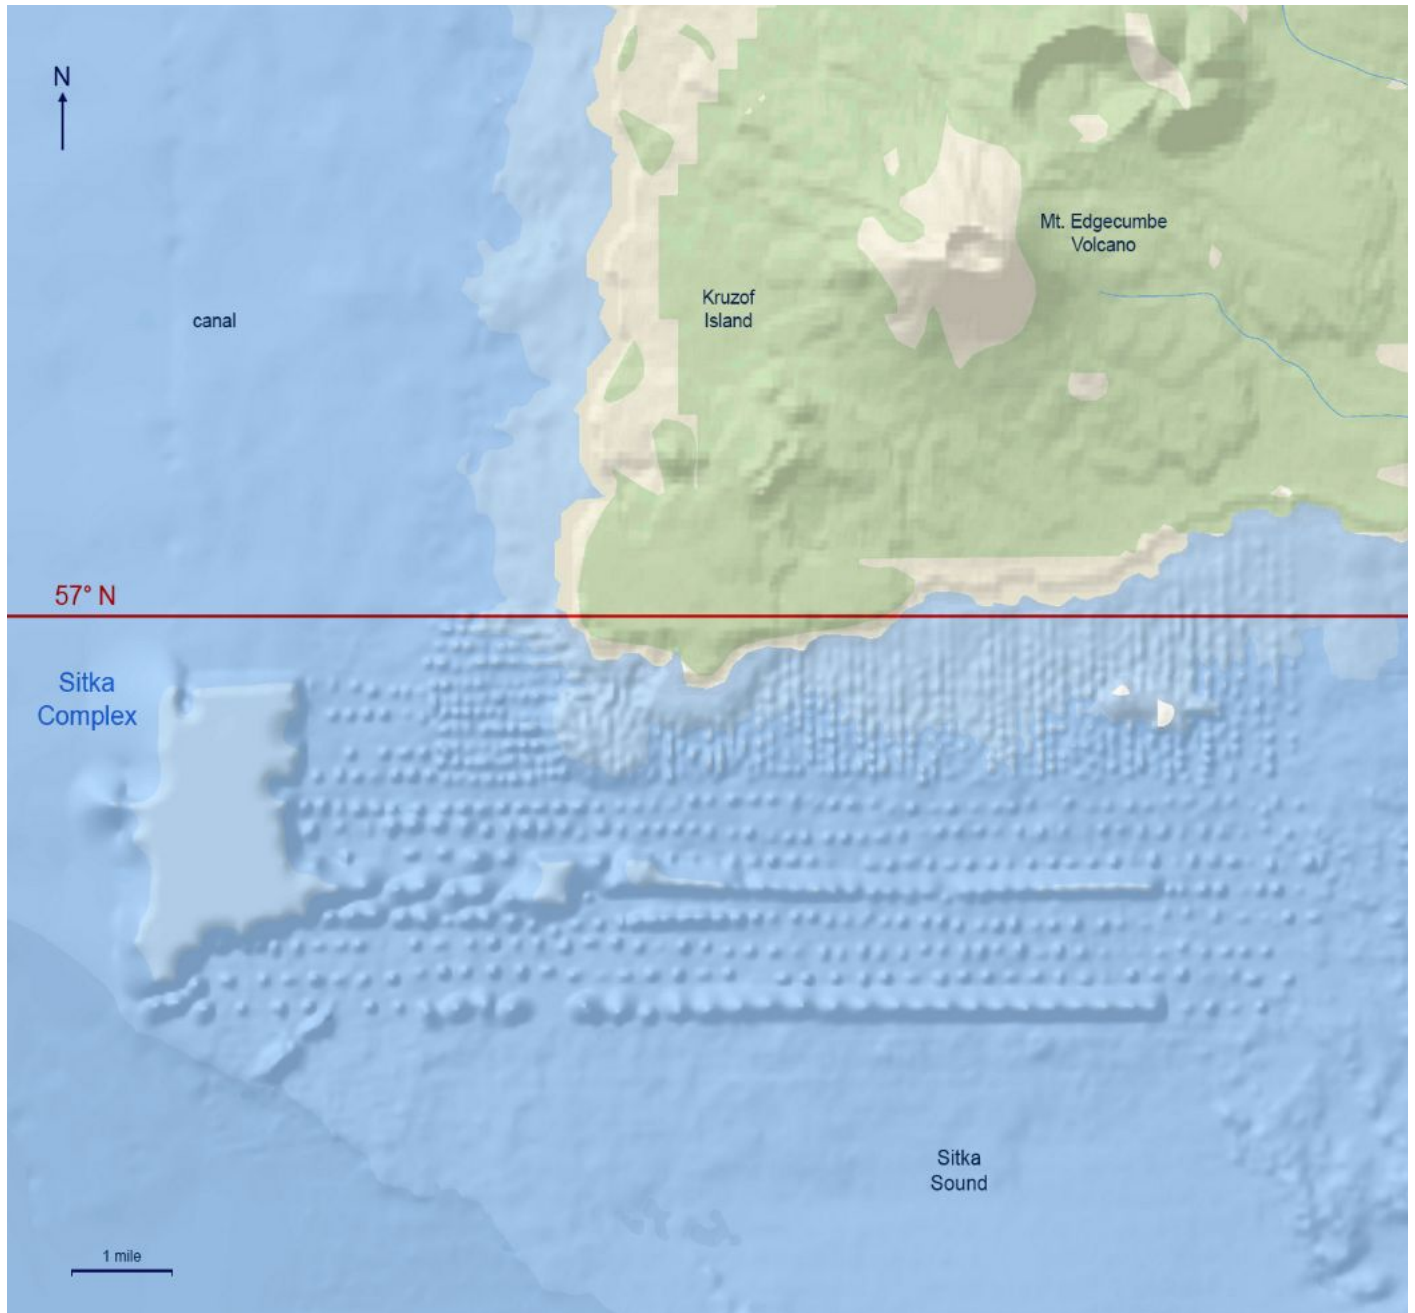 N
Mt. Edgecumbe
Volcano
Kruzof
Island
canal
57° N
Sitka
Complex
Sitka
Sound
1 mile